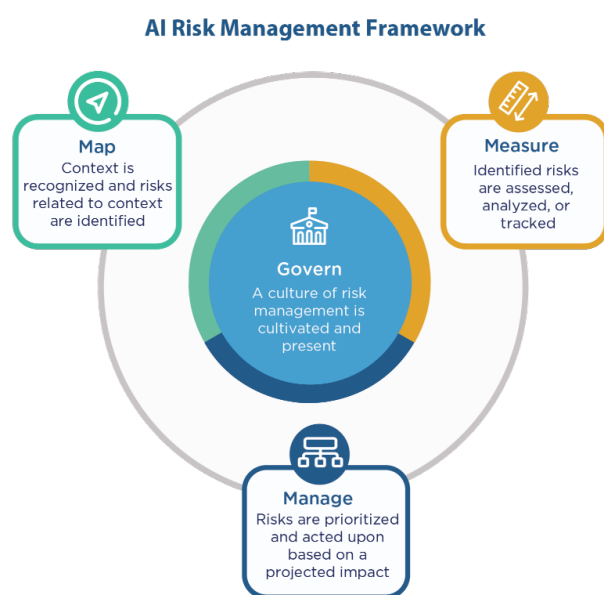 AI Risk Management Framework
Map
Context is
recognized and risks
related to context
are identified
Measure
Identified risks
are assessed,
analyzed, or
tracked
Govern
A culture of risk
management is
cultivated and
present
Manage
Risks are prioritized
and acted upon
based on a
projected impact